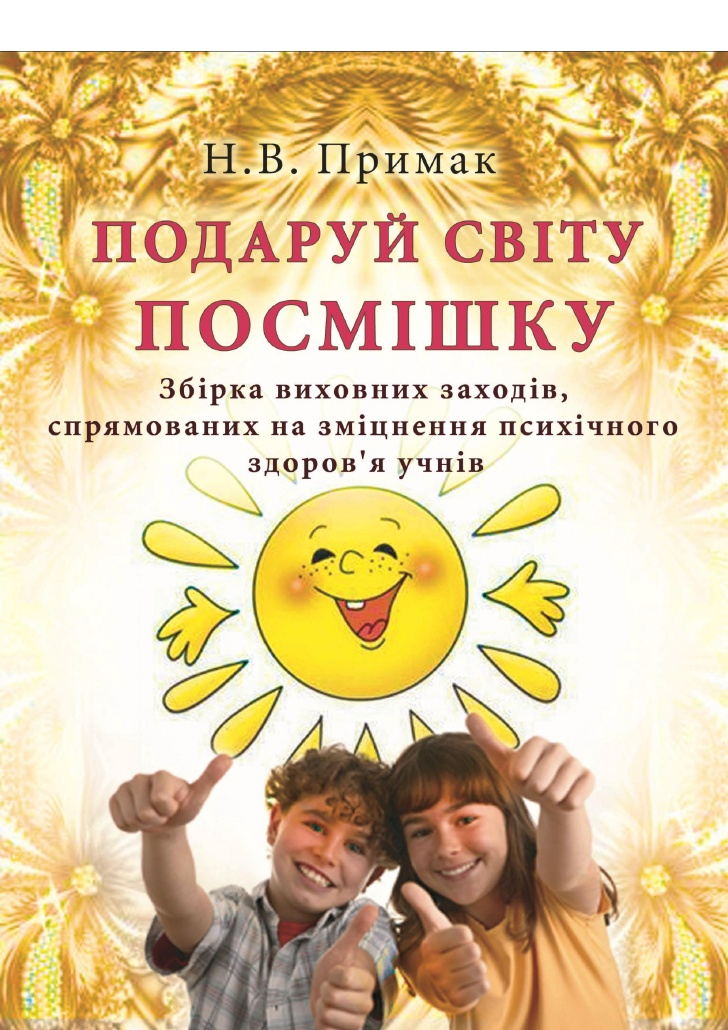 Н.В. Примак
ПОДАРУЙ СВІТУ
ПОСМІШКУ
Збірка виховних заходів,
спрямованих на зміцнення психічного
здоров'я учнів